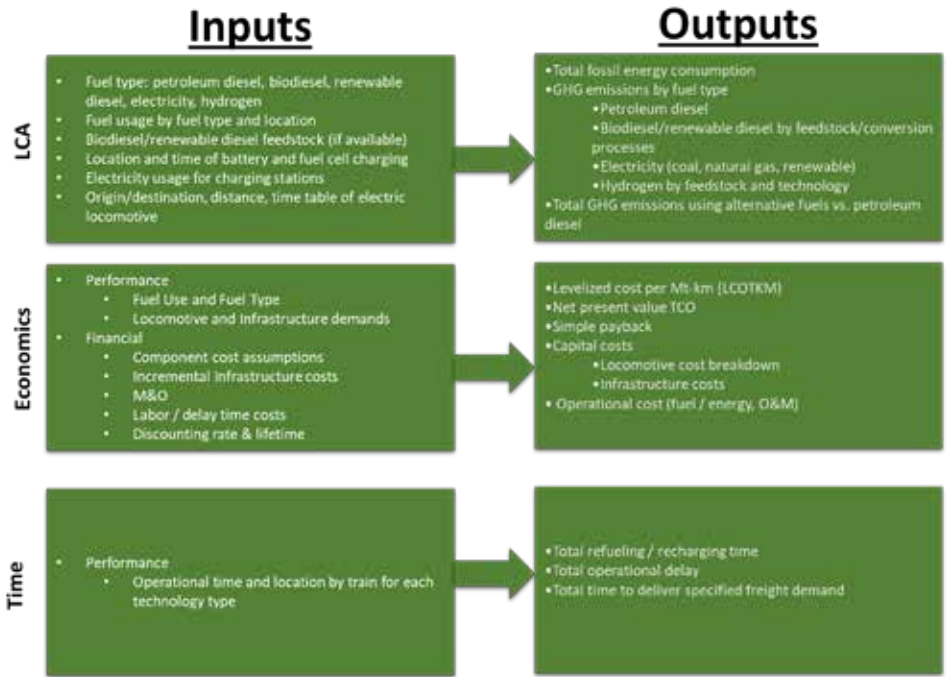 Inputs
Outputs
LCA
• Fuel type: petroleum diesel, biodiesel, renewable
diesel, electricity, hydrogen
• Fuel usage by fuel type and location
• Biodiesel/renewable diesel feedstock (if available)
• Location and time of battery and fuel cell charging
• Electricity usage for charging stations
• Origin/destination, distance, time table of electric
locomotive
•Total fossil energy consumption
•GHG emissions by fuel type
•Petroleum diesel
•Biodiesel/renewable diesel by feedstock/conversion
processes
•Electricity (coal, natural gas, renewable)
•Hydrogen by feedstock and technology
•Total GHG emissions using alternative fuels vs. petroleum
diesel
Economics
• Performance
• Fuel Use and Fuel Type
• Locomotive and Infrastructure demands
• Financial
• Component cost assumptions
• Incremental Infrastructure costs
• M&O
• Labor / delay time costs
• Discounting rate & lifetime
•Levelized cost per Mt-km (LCOTKM)
•Net present value TCO
•Simple payback
•Capital costs
•Locomotive cost breakdown
•Infrastructure costs
• Operational cost (fuel / energy, O&M)
Time
• Performance
• Operational time and location by train for each
technology type
•Total refueling / recharging time
•Total operational delay
•Total time to deliver specified freight demand